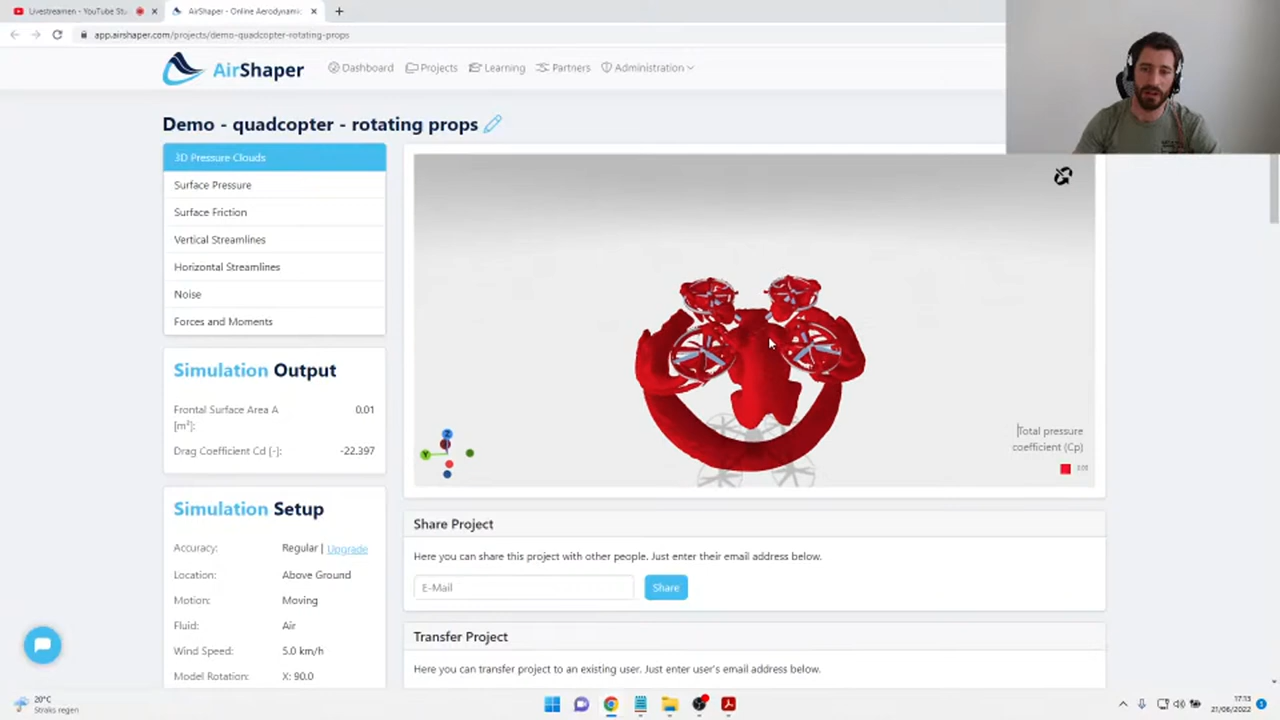 Livestreamen - YouTube Stu
AirShaper - Online Aerodynamic
app.airshaper.com/projects/demo-quadcopter-rotating-props
AirShaper
Dashboard
Projects
Learning
Partners
Administration
Demo - quadcopter - rotating props
3D Pressure Clouds
Surface Pressure
Surface Friction
Vertical Streamlines
Horizontal Streamlines
Noise
Forces and Moments
Z
Y
Total pressure
coefficient (Cp)
0.00
Simulation Output
Frontal Surface Area A
[m²]:
0.01
Drag Coefficient Cd [-]:
-22.397
Simulation Setup
Accuracy:
Regular | Upgrade
Location:
Above Ground
Motion:
Moving
Fluid:
Air
Wind Speed:
5.0 km/h
Model Rotation:
X: 90.0
Share Project
Here you can share this project with other people. Just enter their email address below.
E-Mail
Share
Transfer Project
Here you can transfer project to an existing user. Just enter user's email address below.
20°C
Straks regen
17:13
21/06/2022